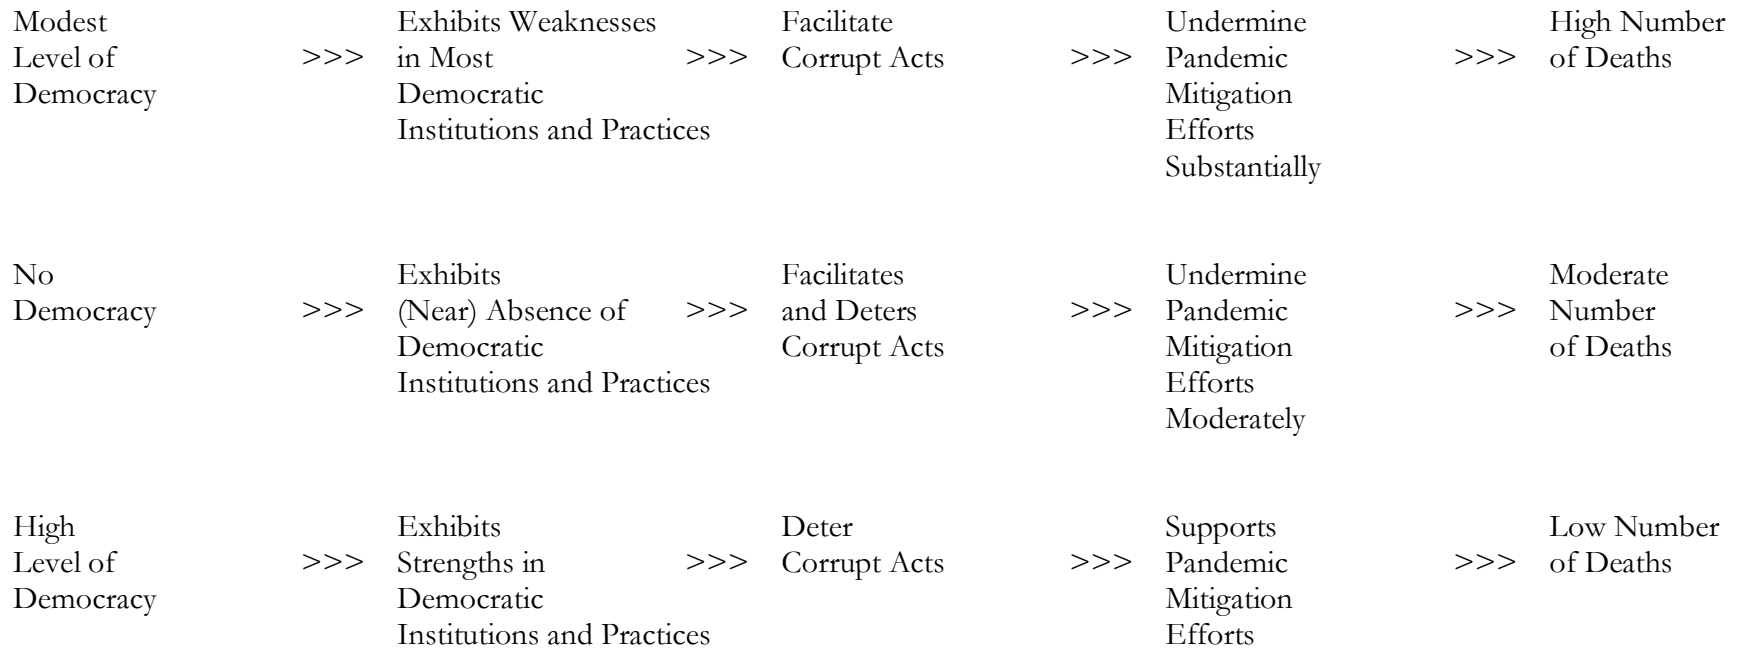 Modest
Level of
Democracy
>>>
Exhibits Weaknesses
in Most
Democratic
Institutions and Practices
>>>
Facilitate
Corrupt Acts
>>>
Undermine
Pandemic
Mitigation
Efforts
Substantially
>>>
High Number
of Deaths
No
Democracy
>>>
Exhibits
(Near) Absence of
Democratic
Institutions and Practices
>>>
Facilitates
and Deters
Corrupt Acts
>>>
Undermine
Pandemic
Mitigation
Efforts
Moderately
>>>
Moderate
Number
of Deaths
High
Level of
Democracy
>>>
Exhibits
Strengths in
Democratic
Institutions and Practices
>>>
Deter
Corrupt Acts
>>>
Supports
Pandemic
Mitigation
Efforts
>>>
Low Number
of Deaths